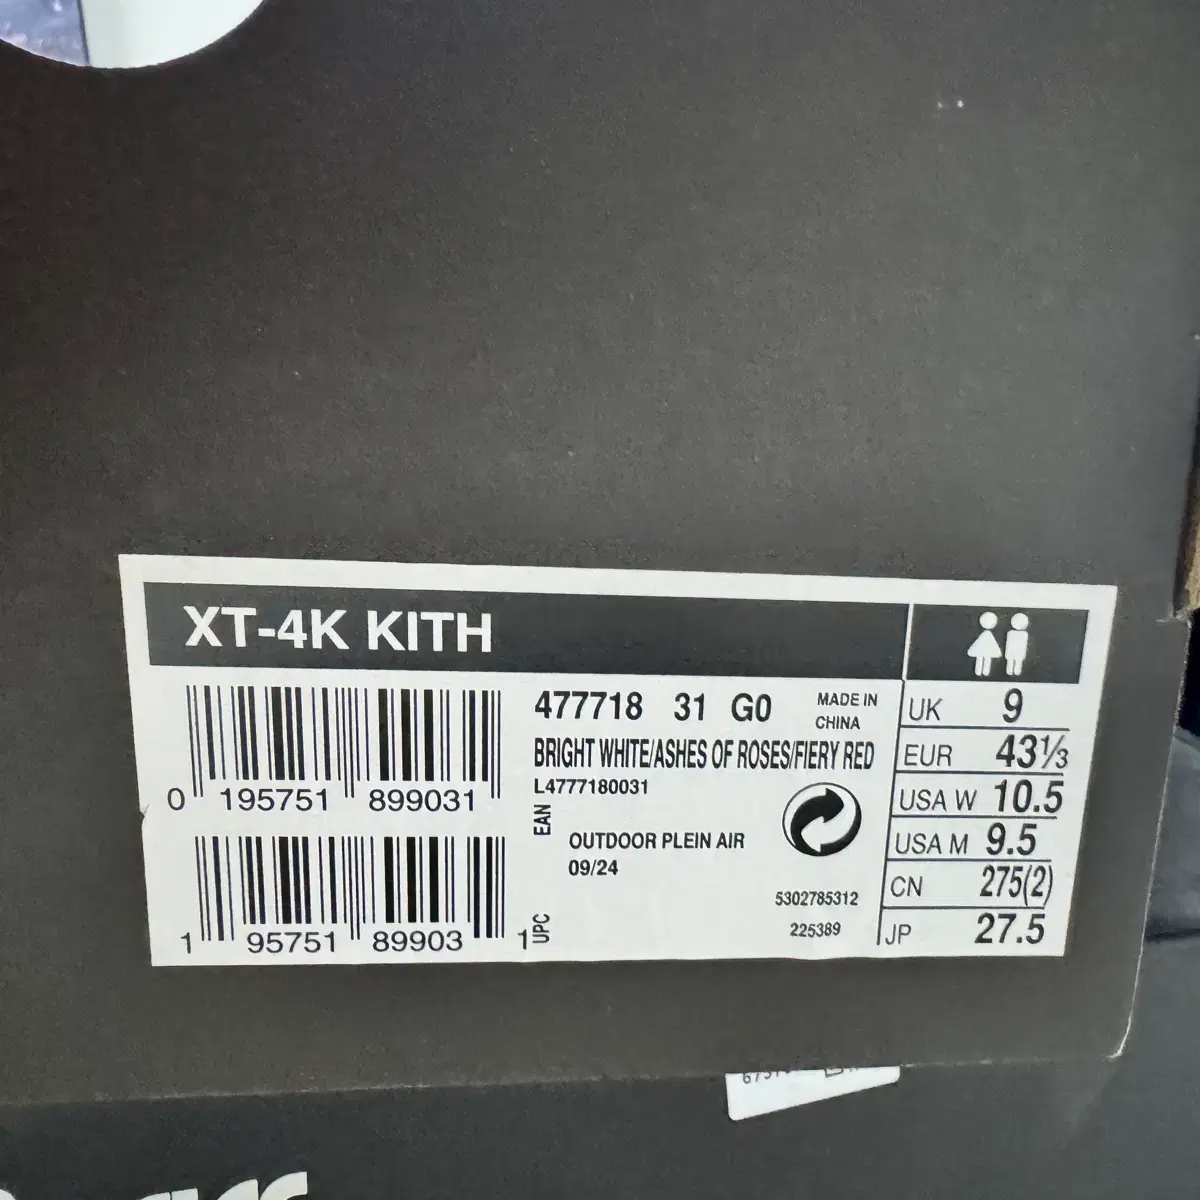 XT-4K KITH
477718 31 G0
MADE IN
CHINA
BRIGHT WHITE/ASHES OF ROSES/FIERY RED
L4777180031
0 195751 899031
EAN
OUTDOOR PLEIN AIR
09/24
5302785312
225389
1 95751 89903 1
UPC
UK 9
EUR 43⅓
USA W 10.5
USA M 9.5
CN 275(2)
JP 27.5